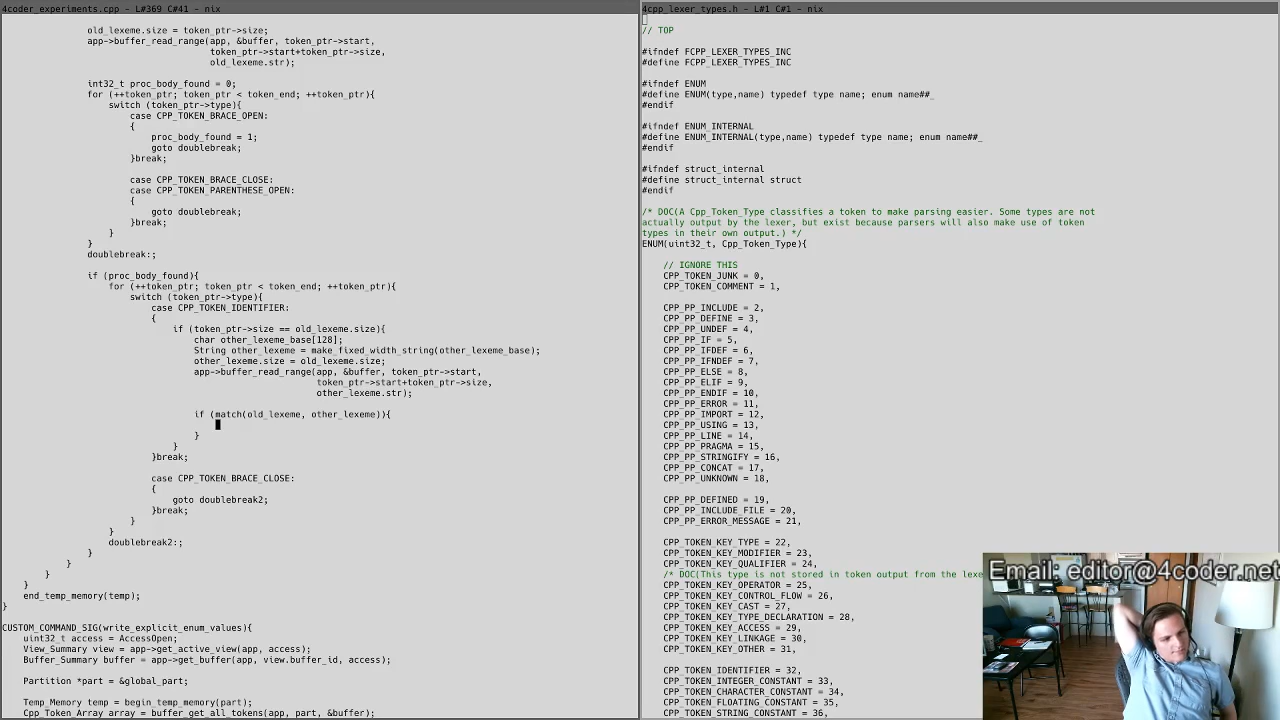 4coder_experiments.cpp - L#369 C#41 - nix
old_lexeme.size = token_ptr->size;
app->buffer_read_range(app, &buffer, token_ptr->start,
token_ptr->start+token_ptr->size,
old_lexeme.str);
int32_t proc_body_found = 0;
for (++token_ptr; token_ptr < token_end; ++token_ptr){
switch (token_ptr->type){
case CPP_TOKEN_BRACE_OPEN:
{
proc_body_found = 1;
goto doublebreak;
}break;
case CPP_TOKEN_BRACE_CLOSE:
case CPP_TOKEN_PARENTHESE_OPEN:
{
goto doublebreak;
}break;
}
}
doublebreak:;
if (proc_body_found){
for (++token_ptr; token_ptr < token_end; ++token_ptr){
switch (token_ptr->type){
case CPP_TOKEN_IDENTIFIER:
{
if (token_ptr->size == old_lexeme.size){
char other_lexeme_base[128];
String other_lexeme = make_fixed_width_string(other_lexeme_base);
other_lexeme.size = old_lexeme.size;
app->buffer_read_range(app, &buffer, token_ptr->start,
token_ptr->start+token_ptr->size,
other_lexeme.str);
if (match(old_lexeme, other_lexeme)){
}
}
}break;
case CPP_TOKEN_BRACE_CLOSE:
{
goto doublebreak2;
}break;
}
}
doublebreak2:;
}
}
}
}
end_temp_memory(temp);
}
CUSTOM_COMMAND_SIG(write_explicit_enum_values){
uint32_t access = AccessOpen;
View_Summary view = app->get_active_view(app, access);
Buffer_Summary buffer = app->get_buffer(app, view.buffer_id, access);
Partition *part = &global_part;
Temp_Memory temp = begin_temp_memory(part);
Cpp_Token_Array array = buffer_get_all_tokens(app, part, &buffer);
4cpp_lexer_types.h - L#1 C#1 - nix
// TOP
#ifndef FCPP_LEXER_TYPES_INC
#define FCPP_LEXER_TYPES_INC
#ifndef ENUM
#define ENUM(type,name) typedef type name; enum name##_
#endif
#ifndef ENUM_INTERNAL
#define ENUM_INTERNAL(type,name) typedef type name; enum name##_
#endif
#ifndef struct_internal
#define struct_internal struct
#endif
/* DOC(A Cpp_Token_Type classifies a token to make parsing easier. Some types are not
actually output by the lexer, but exist because parsers will also make use of token
types in their own output.) */
ENUM(uint32_t, Cpp_Token_Type){
// IGNORE THIS
CPP_TOKEN_JUNK = 0,
CPP_TOKEN_COMMENT = 1,
CPP_PP_INCLUDE = 2,
CPP_PP_DEFINE = 3,
CPP_PP_UNDEF = 4,
CPP_PP_IF = 5,
CPP_PP_IFDEF = 6,
CPP_PP_IFNDEF = 7,
CPP_PP_ELSE = 8,
CPP_PP_ELIF = 9,
CPP_PP_ENDIF = 10,
CPP_PP_ERROR = 11,
CPP_PP_IMPORT = 12,
CPP_PP_USING = 13,
CPP_PP_LINE = 14,
CPP_PP_PRAGMA = 15,
CPP_PP_STRINGIFY = 16,
CPP_PP_CONCAT = 17,
CPP_PP_UNKNOWN = 18,
CPP_PP_DEFINED = 19,
CPP_PP_INCLUDE_FILE = 20,
CPP_PP_ERROR_MESSAGE = 21,
CPP_TOKEN_KEY_TYPE = 22,
CPP_TOKEN_KEY_MODIFIER = 23,
CPP_TOKEN_KEY_QUALIFIER = 24,
/* DOC(This type is not stored in token output from the lexe
CPP_TOKEN_KEY_OPERATOR = 25,
CPP_TOKEN_KEY_CONTROL_FLOW = 26,
CPP_TOKEN_KEY_CAST = 27,
CPP_TOKEN_KEY_TYPE_DECLARATION = 28,
CPP_TOKEN_KEY_ACCESS = 29,
CPP_TOKEN_KEY_LINKAGE = 30,
CPP_TOKEN_KEY_OTHER = 31,
CPP_TOKEN_IDENTIFIER = 32,
CPP_TOKEN_INTEGER_CONSTANT = 33,
CPP_TOKEN_CHARACTER_CONSTANT = 34,
CPP_TOKEN_FLOATING_CONSTANT = 35,
CPP_TOKEN_STRING_CONSTANT = 36,
Email: editor@4coder.net